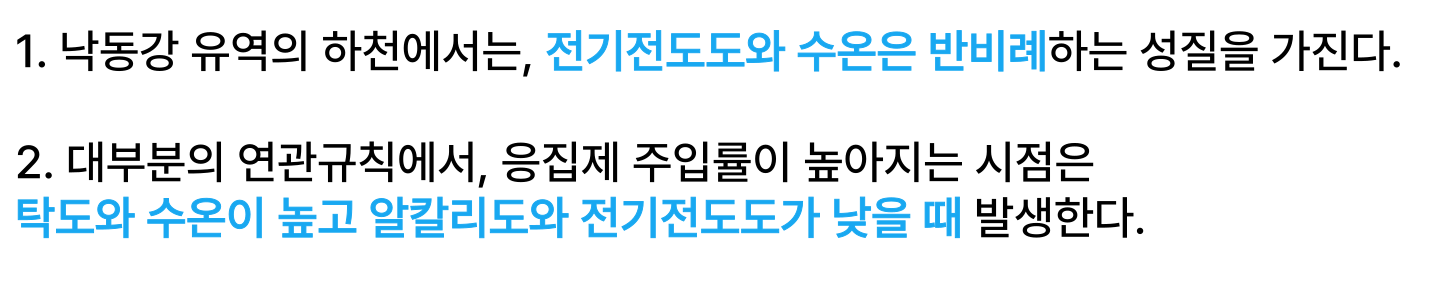 1. 낙동강 유역의 하천에서는, 전기전도도와 수온은 반비례하는 성질을 가진다.
2. 대부분의 연관규칙에서, 응집제 주입률이 높아지는 시점은
탁도와 수온이 높고 알칼리도와 전기전도도가 낮을 때 발생한다.